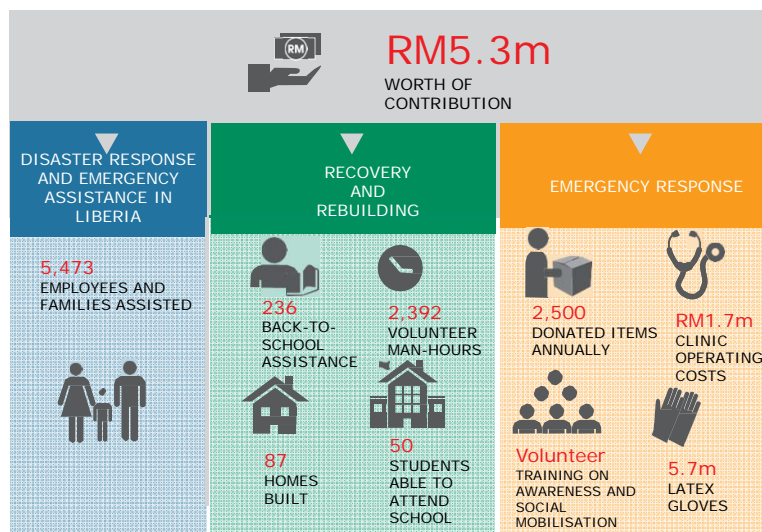 RM
RM5.3m
WORTH OF
CONTRIBUTION
DISASTER RESPONSE
AND EMERGENCY
ASSISTANCE IN
LIBERIA
5,473
EMPLOYEES AND
FAMILIES ASSISTED
RECOVERY
AND
REBUILDING
236
BACK-TO-
SCHOOL
ASSISTANCE
2,392
VOLUNTEER
MAN-HOURS
87
HOMES
BUILT
50
STUDENTS
ABLE TO
ATTEND
SCHOOL
EMERGENCY RESPONSE
2,500
DONATED ITEMS
ANNUALLY
RM1.7m
CLINIC
OPERATING
COSTS
Volunteer
TRAINING ON
AWARENESS AND
SOCIAL
MOBILISATION
5.7m
LATEX
GLOVES